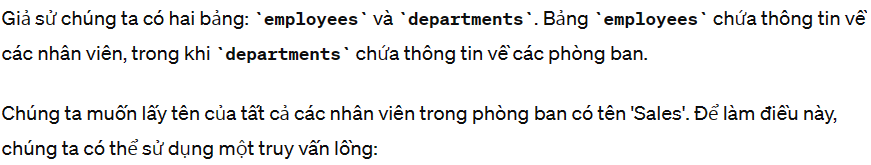 Giả sử chúng ta có hai bảng: `employees` và `departments`. Bảng `employees` chứa thông tin về
các nhân viên, trong khi `departments` chứa thông tin về các phòng ban.
Chúng ta muốn lấy tên của tất cả các nhân viên trong phòng ban có tên 'Sales'. Để làm điều này,
chúng ta có thể sử dụng một truy vấn lồng: